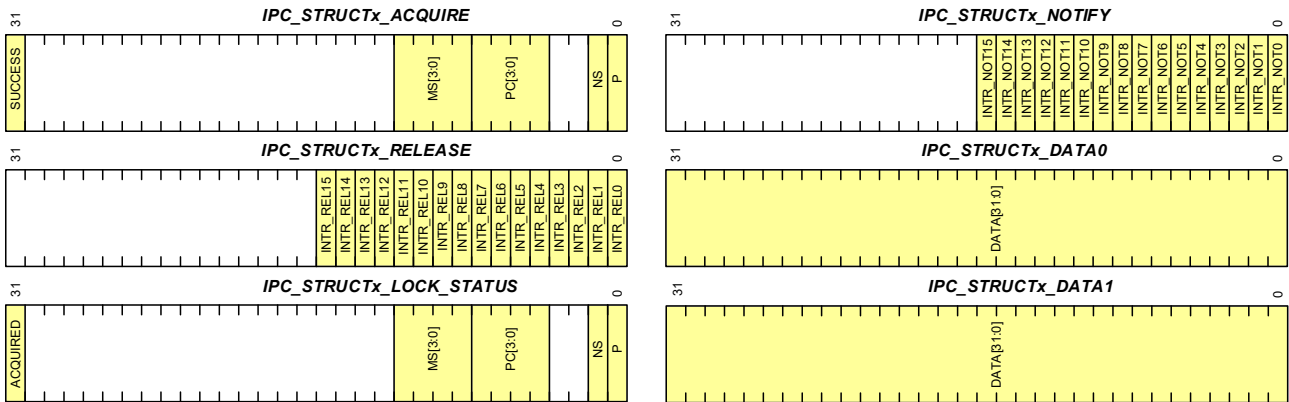 IPC_STRUCTx_ACQUIRE
31
0
SUCCESS
MS[3:0]
PC[3:0]
NS
P
IPC_STRUCTx_NOTIFY
31
0
INTR_NOT15
INTR_NOT14
INTR_NOT13
INTR_NOT12
INTR_NOT11
INTR_NOT10
INTR_NOT9
INTR_NOT8
INTR_NOT7
INTR_NOT6
INTR_NOT5
INTR_NOT4
INTR_NOT3
INTR_NOT2
INTR_NOT1
INTR_NOT0
IPC_STRUCTx_RELEASE
31
0
INTR_REL15
INTR_REL14
INTR_REL13
INTR_REL12
INTR_REL11
INTR_REL10
INTR_REL9
INTR_REL8
INTR_REL7
INTR_REL6
INTR_REL5
INTR_REL4
INTR_REL3
INTR_REL2
INTR_REL1
INTR_REL0
IPC_STRUCTx_DATA0
31
0
DATA[31:0]
IPC_STRUCTx_LOCK_STATUS
31
0
ACQUIRED
MS[3:0]
PC[3:0]
NS
P
IPC_STRUCTx_DATA1
31
0
DATA[31:0]